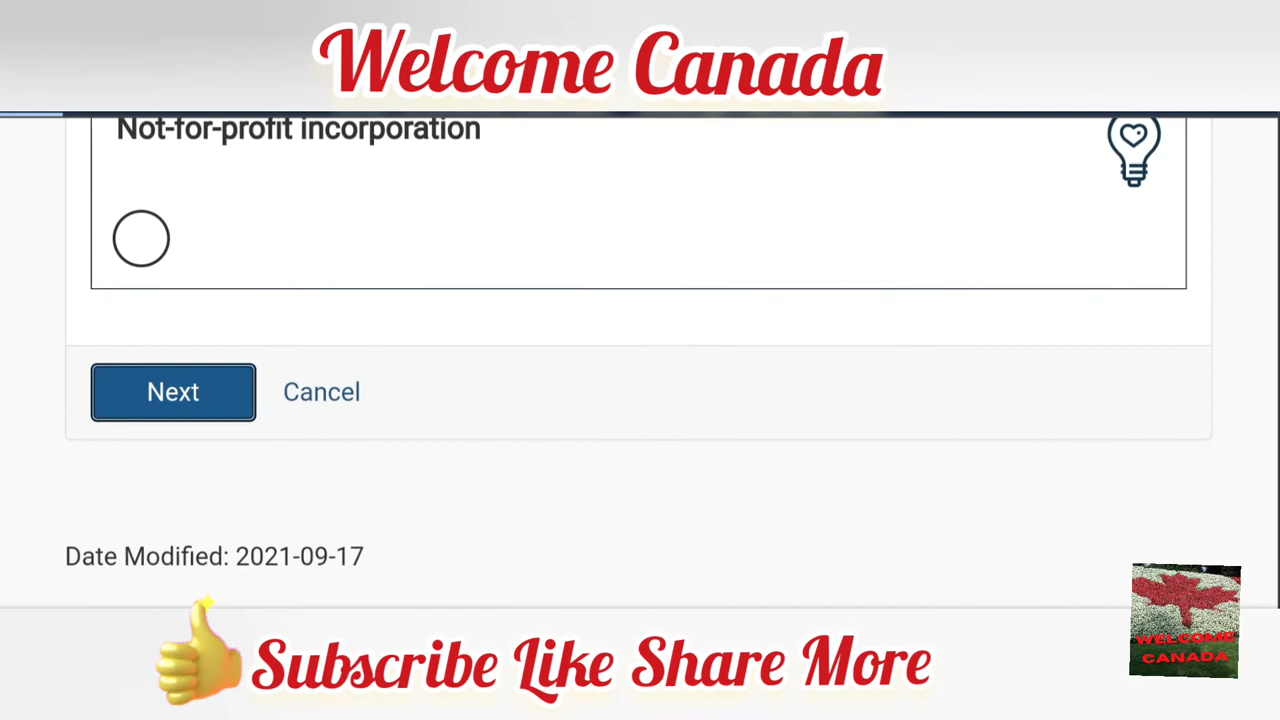 Welcome Canada
Not-for-profit incorporation
Next
Cancel
Date Modified: 2021-09-17
WELCOME
CANADA
Subscribe Like Share More